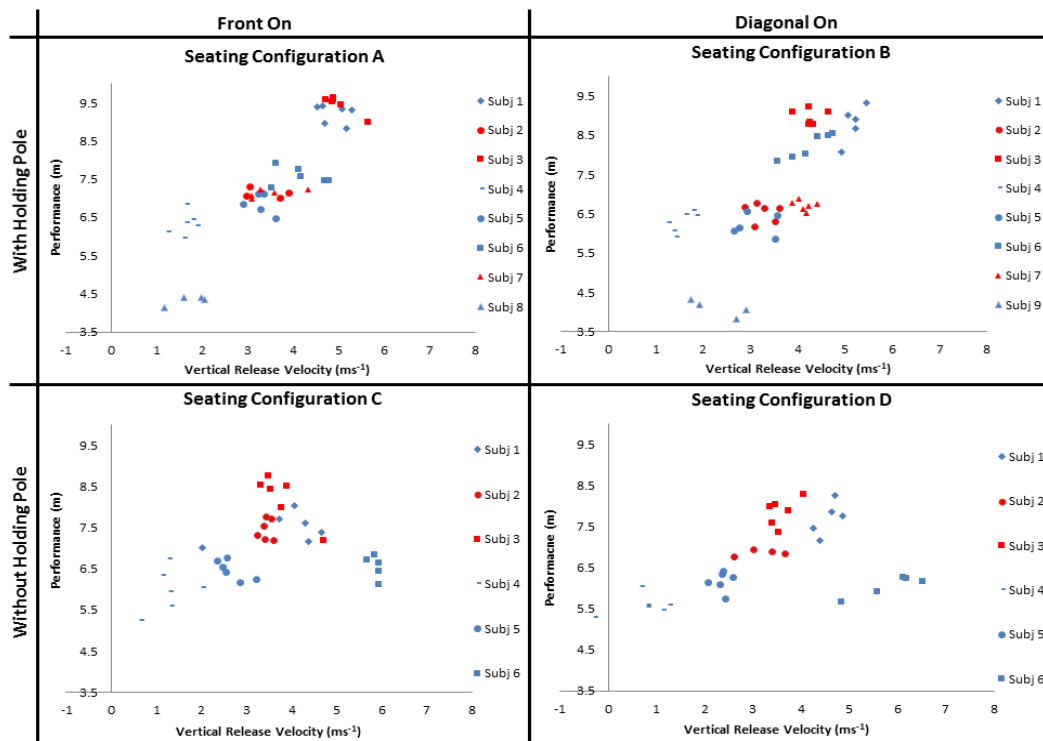 Front On
Diagonal On
With Holding Pole
Seating Configuration A
Performance (m)
9.5
8.5
7.5
6.5
5.5
4.5
3.5
-1 0 1 2 3 4 5 6 7 8
Vertical Release Velocity (ms-1)
Subj 1
Subj 2
Subj 3
Subj 4
Subj 5
Subj 6
Subj 7
Subj 8
Seating Configuration B
Performance (m)
9.5
8.5
7.5
6.5
5.5
4.5
3.5
-1 0 1 2 3 4 5 6 7 8
Vertical Release Velocity (ms-1)
Subj 1
Subj 2
Subj 3
Subj 4
Subj 5
Subj 6
Subj 7
Subj 9
Without Holding Pole
Seating Configuration C
Performance (m)
9.5
8.5
7.5
6.5
5.5
4.5
3.5
-1 0 1 2 3 4 5 6 7 8
Vertical Release Velocity (ms-1)
Subj 1
Subj 2
Subj 3
Subj 4
Subj 5
Subj 6
Seating Configuration D
Performacne (m)
9.5
8.5
7.5
6.5
5.5
4.5
3.5
-1 0 1 2 3 4 5 6 7 8
Vertical Release Velocity (ms-1)
Subj 1
Subj 2
Subj 3
Subj 4
Subj 5
Subj 6